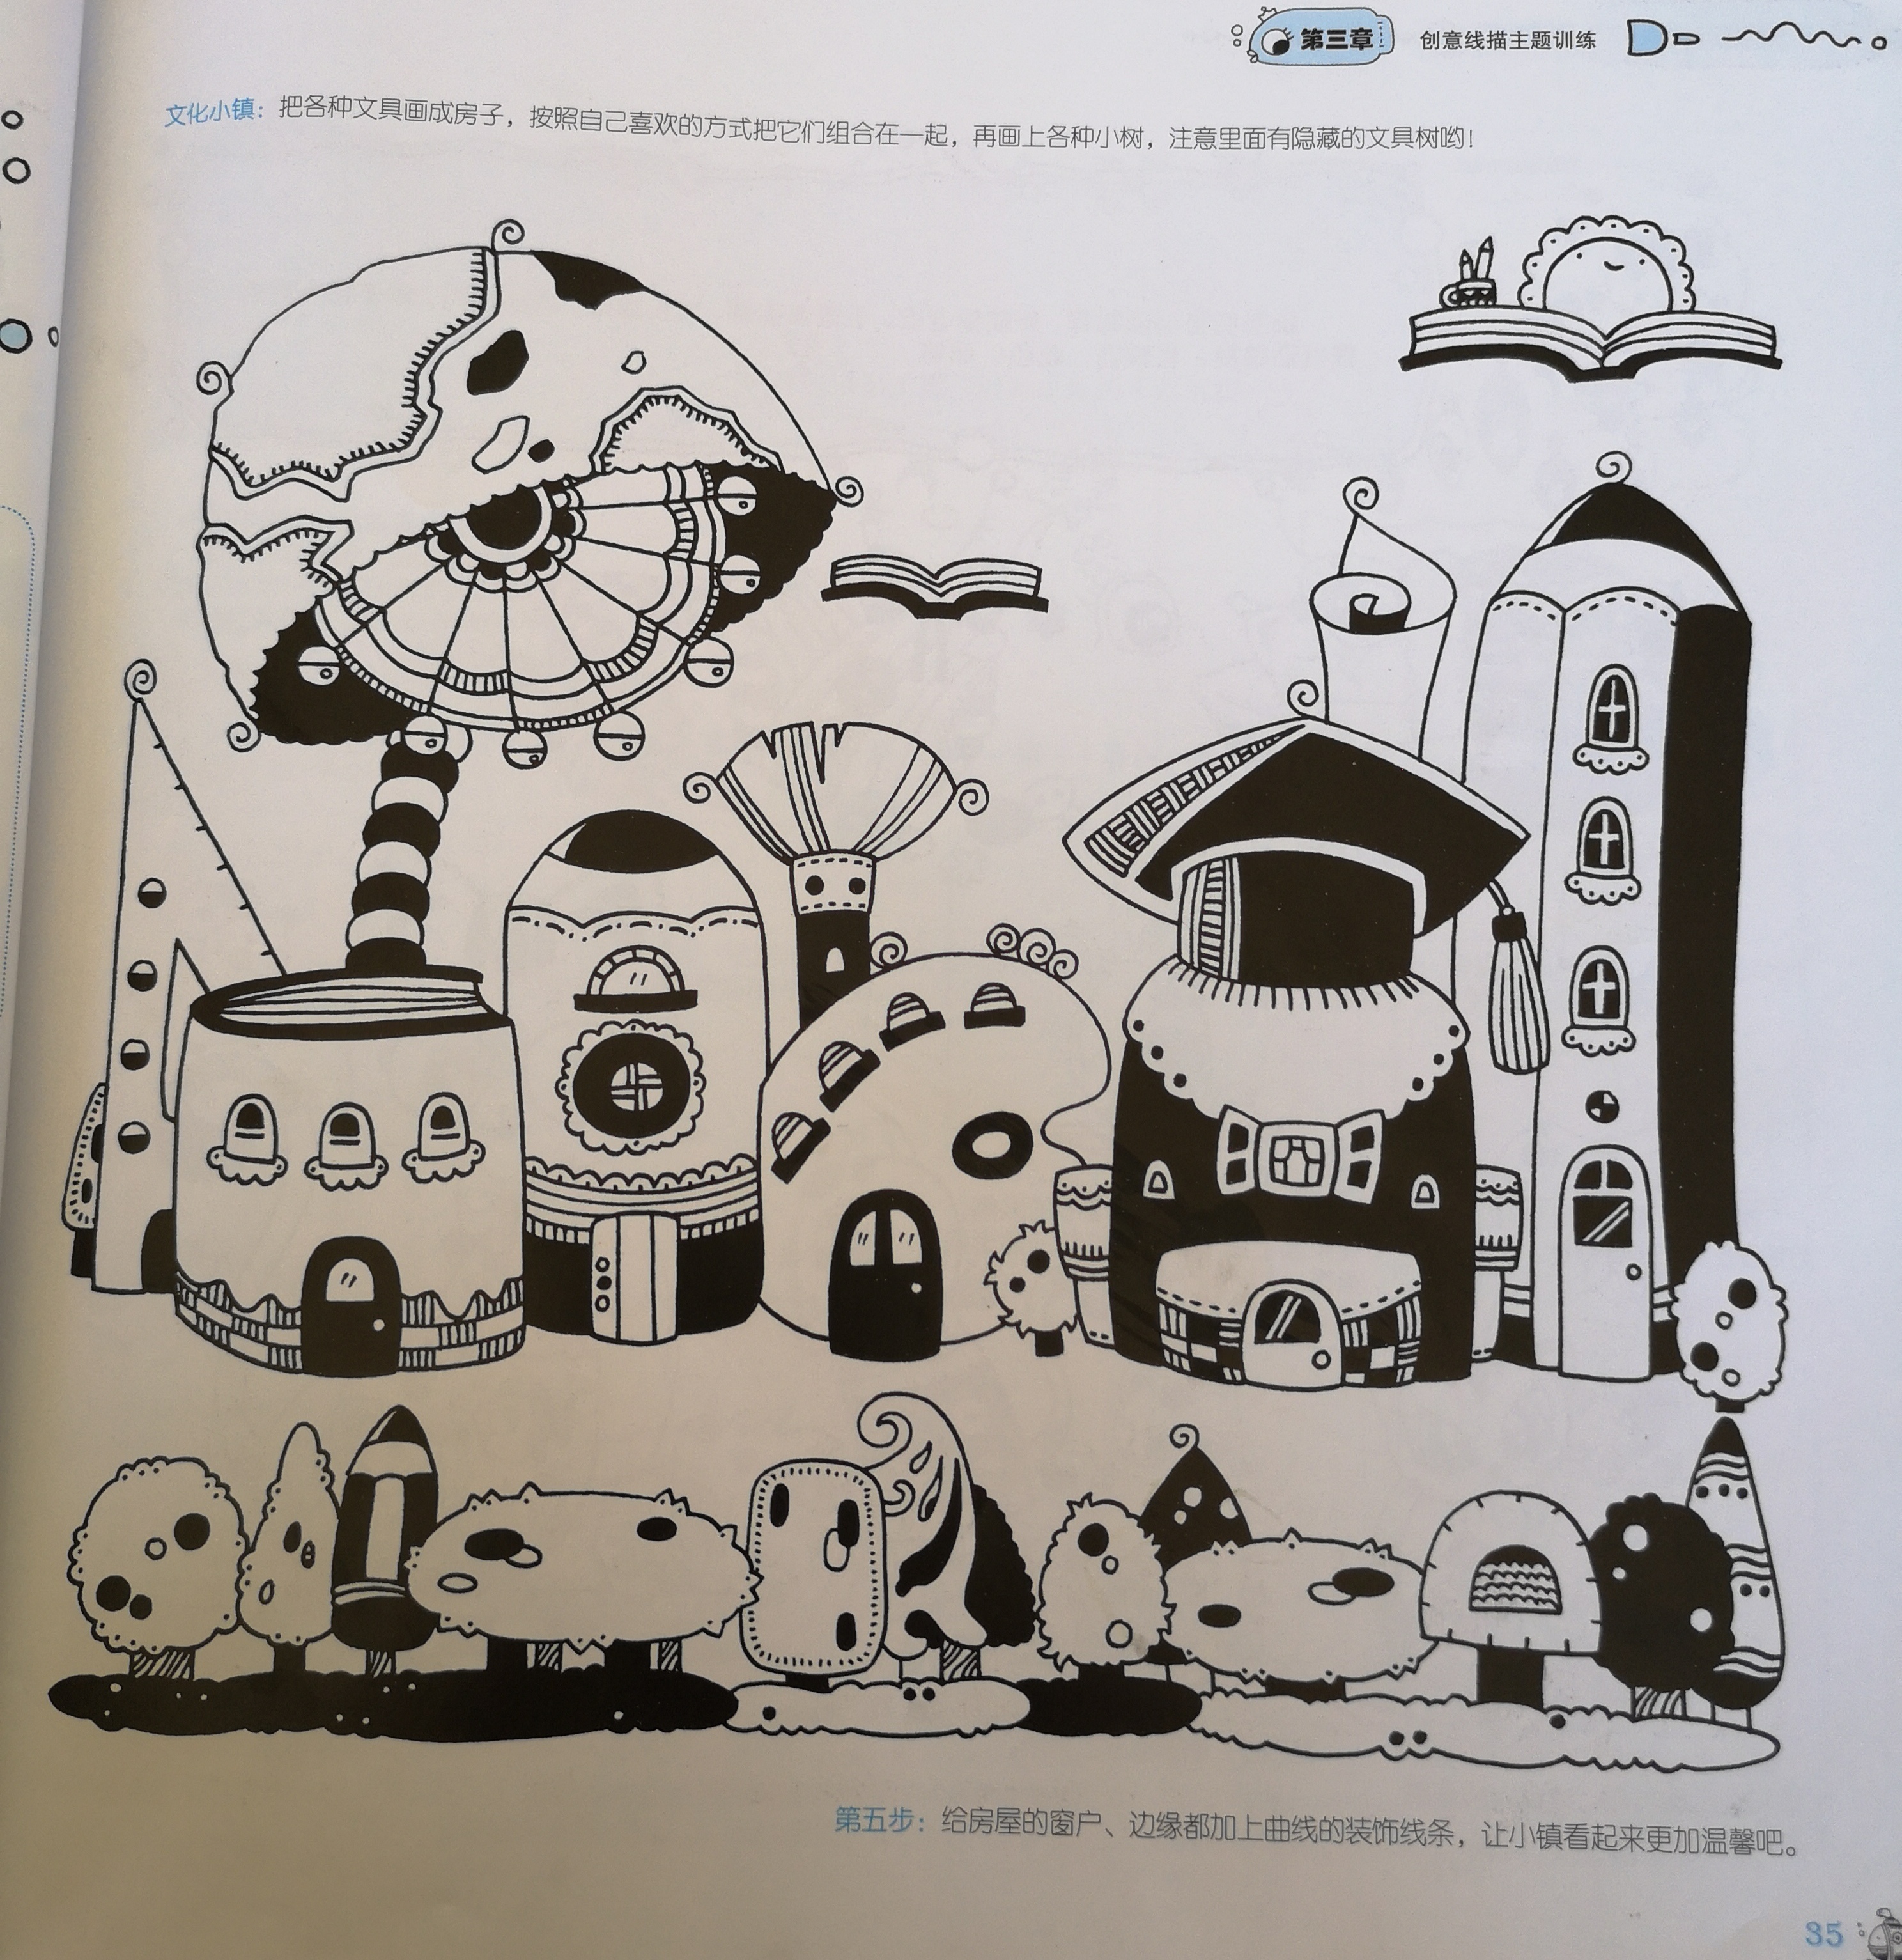 第三章 创意线描主题训练
文化小镇：把各种文具画成房子，按照自己喜欢的方式把它们组合在一起，再画上各种小树，注意里面有隐藏的文具树哟！
第五步：给房屋的窗户、边缘都加上曲线的装饰线条，让小镇看起来更加温馨吧。
35